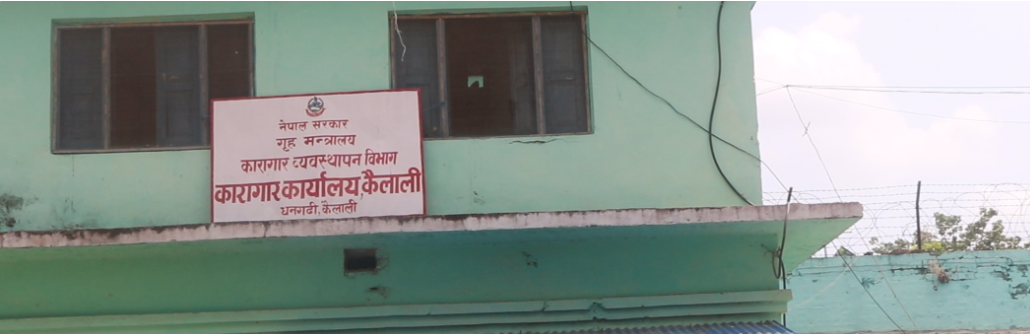 नेपाल सरकार
गृह मन्त्रालय
कारागार व्यवस्थापन विभाग
कारागार कार्यालय, कैलाली
धनगढी, कैलाली